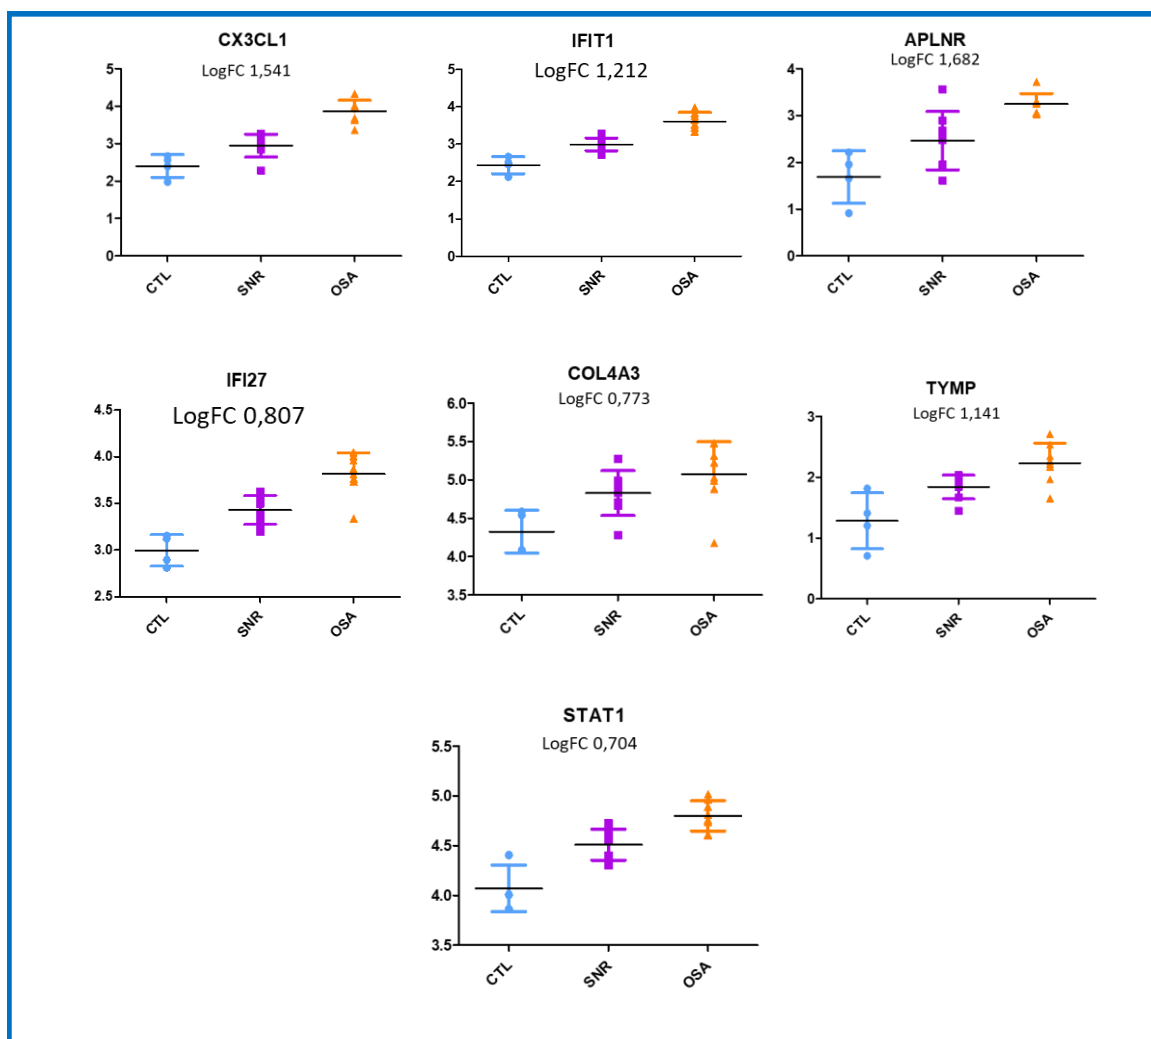 CX3CL1
LogFC 1,541
5
4
3
2
1
0
CTL
SNR
OSA
IFIT1
LogFC 1,212
5
4
3
2
1
0
CTL
SNR
OSA
APLNR
LogFC 1,682
4
3
2
1
0
CTL
SNR
OSA
IFI27
LogFC 0,807
4.5
4.0
3.5
3.0
2.5
CTL
SNR
OSA
COL4A3
LogFC 0,773
6.0
5.5
5.0
4.5
4.0
3.5
CTL
SNR
OSA
TYMP
LogFC 1,141
3
2
1
0
CTL
SNR
OSA
STAT1
LogFC 0,704
5.5
5.0
4.5
4.0
3.5
CTL
SNR
OSA